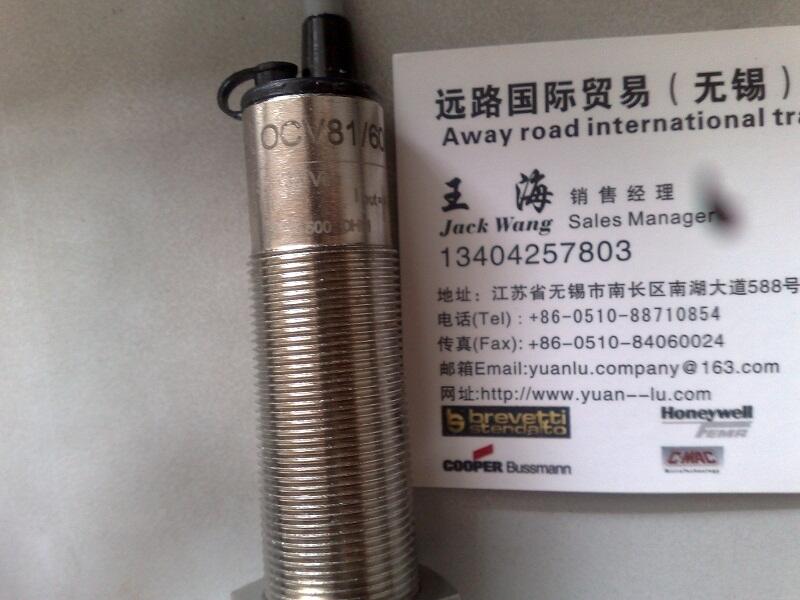 OCV81/60
远路国际贸易(无锡)
Away road international tra
王 海 销售经理
Jack Wang Sales Manager
13404257803
地址:江苏省无锡市南长区南湖大道588号
电话(Tel):+86-0510-88710854
传真(Fax):+86-0510-84060024
邮箱Email:yuanlu.company@163.com
网址:http://www.yuan--lu.com
brevetti stendalto
Honeywell
FEMA
COOPER Bussmann
C-MAC
MicroTechnology